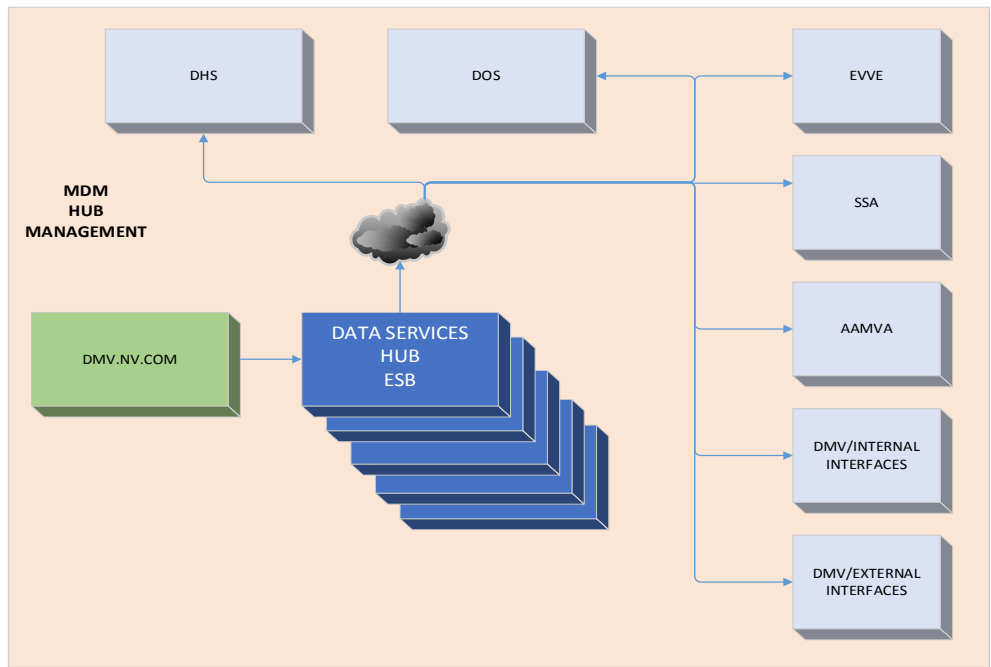 DHS
DOS
EVVE
MDM
HUB
MANAGEMENT
SSA
DMV.NV.COM
DATA SERVICES
HUB
ESB
AAMVA
DMV/INTERNAL
INTERFACES
DMV/EXTERNAL
INTERFACES